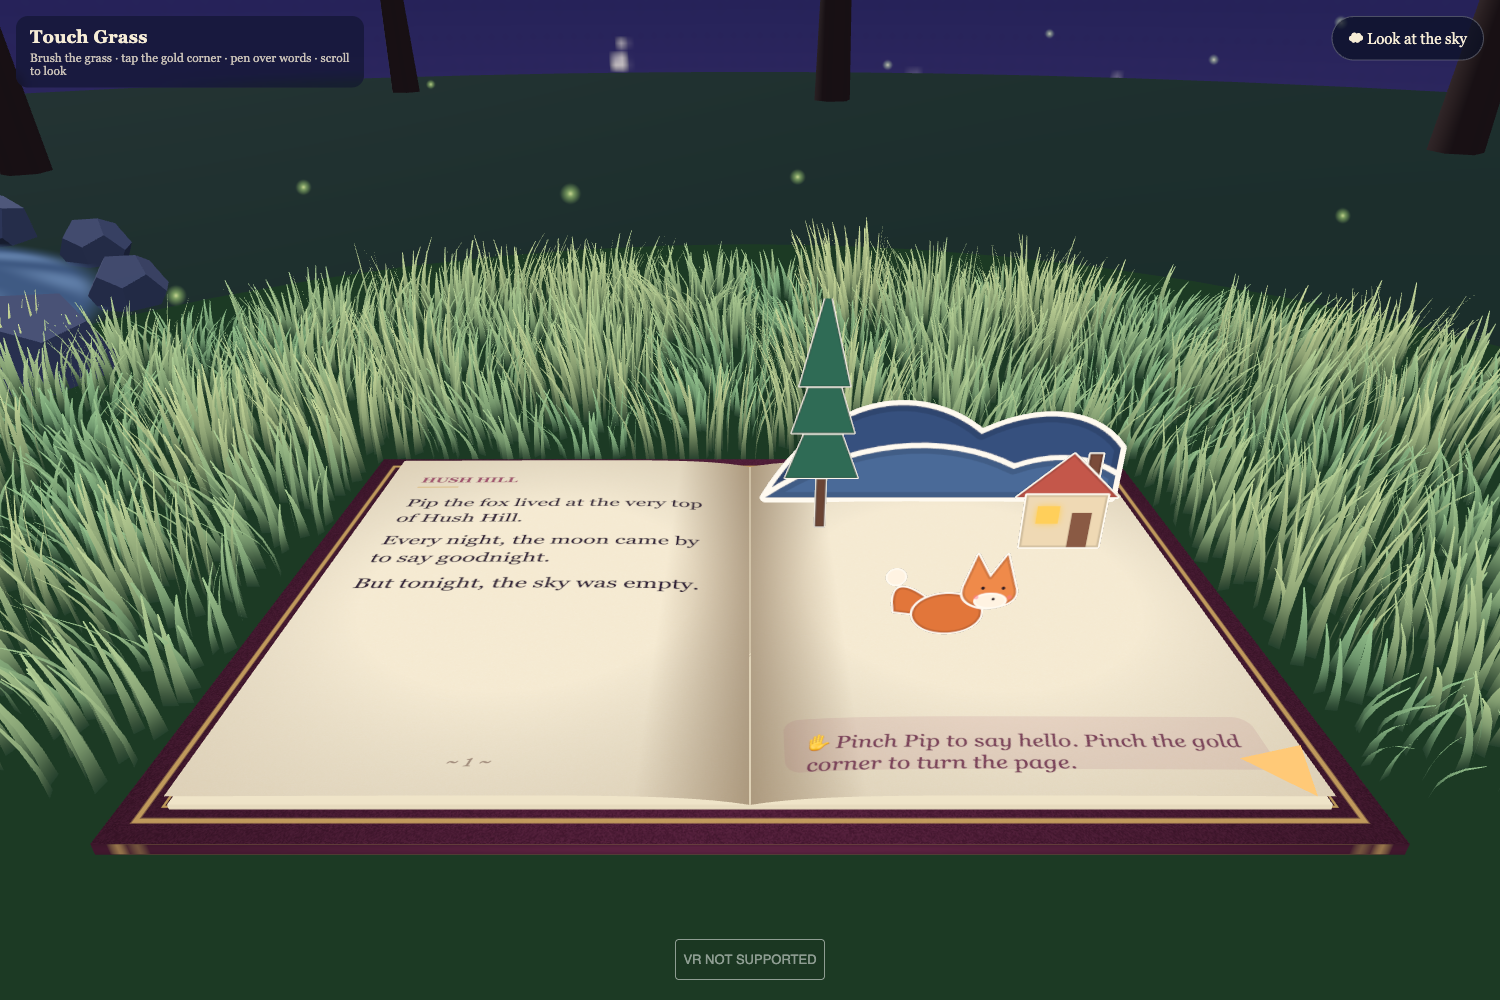 Touch Grass
Brush the grass · tap the gold corner · pen over words · scroll
to look
Look at the sky
HUSH HILL
Pip the fox lived at the very top
of Hush Hill.
Every night, the moon came by
to say goodnight.
But tonight, the sky was empty.
~ 1 ~
Pinch Pip to say hello. Pinch the gold
corner to turn the page.
VR NOT SUPPORTED